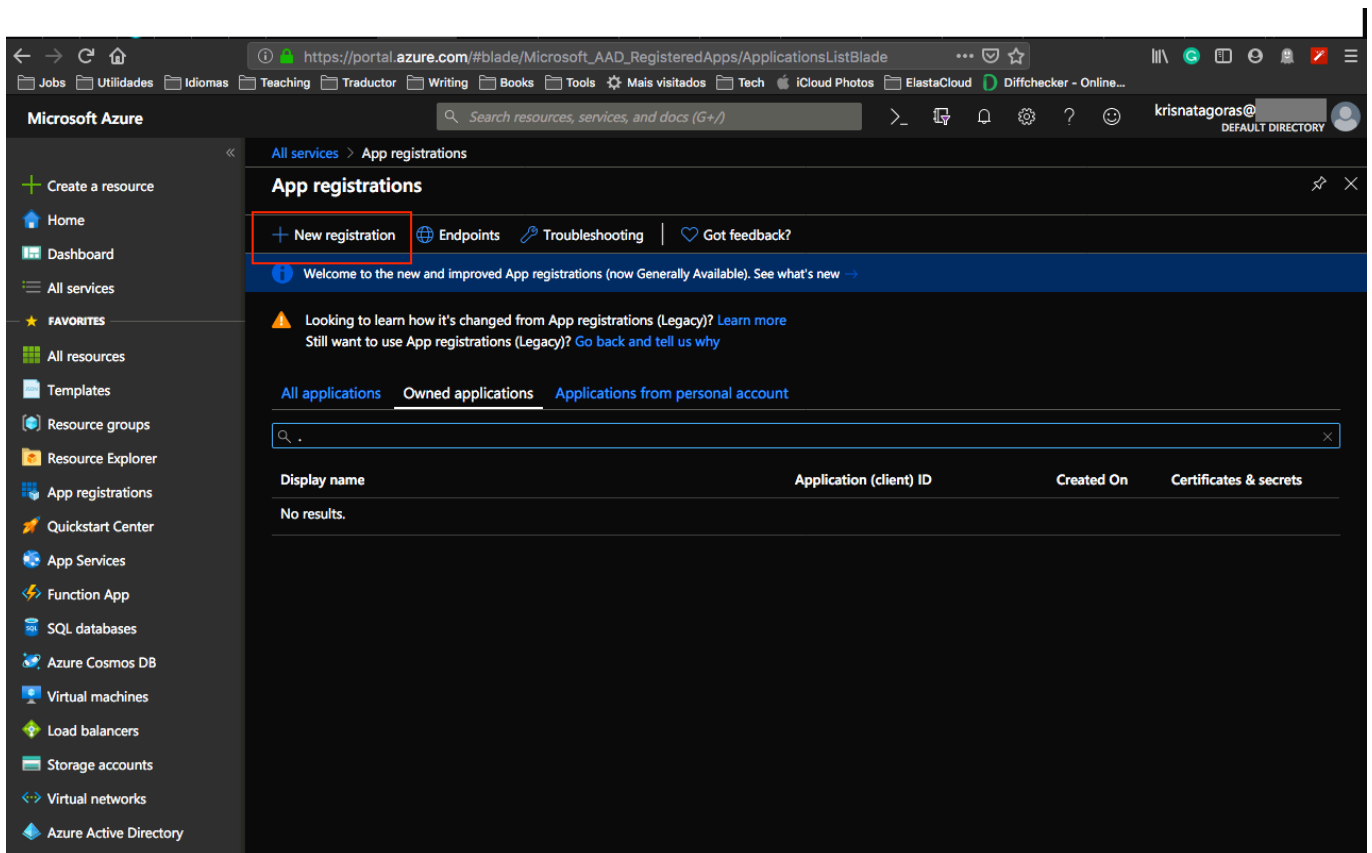 https://portal.azure.com/#blade/Microsoft_AAD_RegisteredApps/ApplicationsListBlade
Jobs Utilidades Idiomas Teaching Traductor Writing Books Tools Mais visitados Tech iCloud Photos ElastaCloud Diffchecker - Online...
Microsoft Azure
Search resources, services, and docs (G+/)
krisnatagoras@
DEFAULT DIRECTORY
All services > App registrations
App registrations
New registration Endpoints Troubleshooting Got feedback?
Welcome to the new and improved App registrations (now Generally Available). See what's new →
Looking to learn how it's changed from App registrations (Legacy)? Learn more
Still want to use App registrations (Legacy)? Go back and tell us why
All applications Owned applications Applications from personal account
.
Display name Application (client) ID Created On Certificates & secrets
No results.
Create a resource
Home
Dashboard
All services
FAVORITES
All resources
Templates
Resource groups
Resource Explorer
App registrations
Quickstart Center
App Services
Function App
SQL databases
Azure Cosmos DB
Virtual machines
Load balancers
Storage accounts
Virtual networks
Azure Active Directory